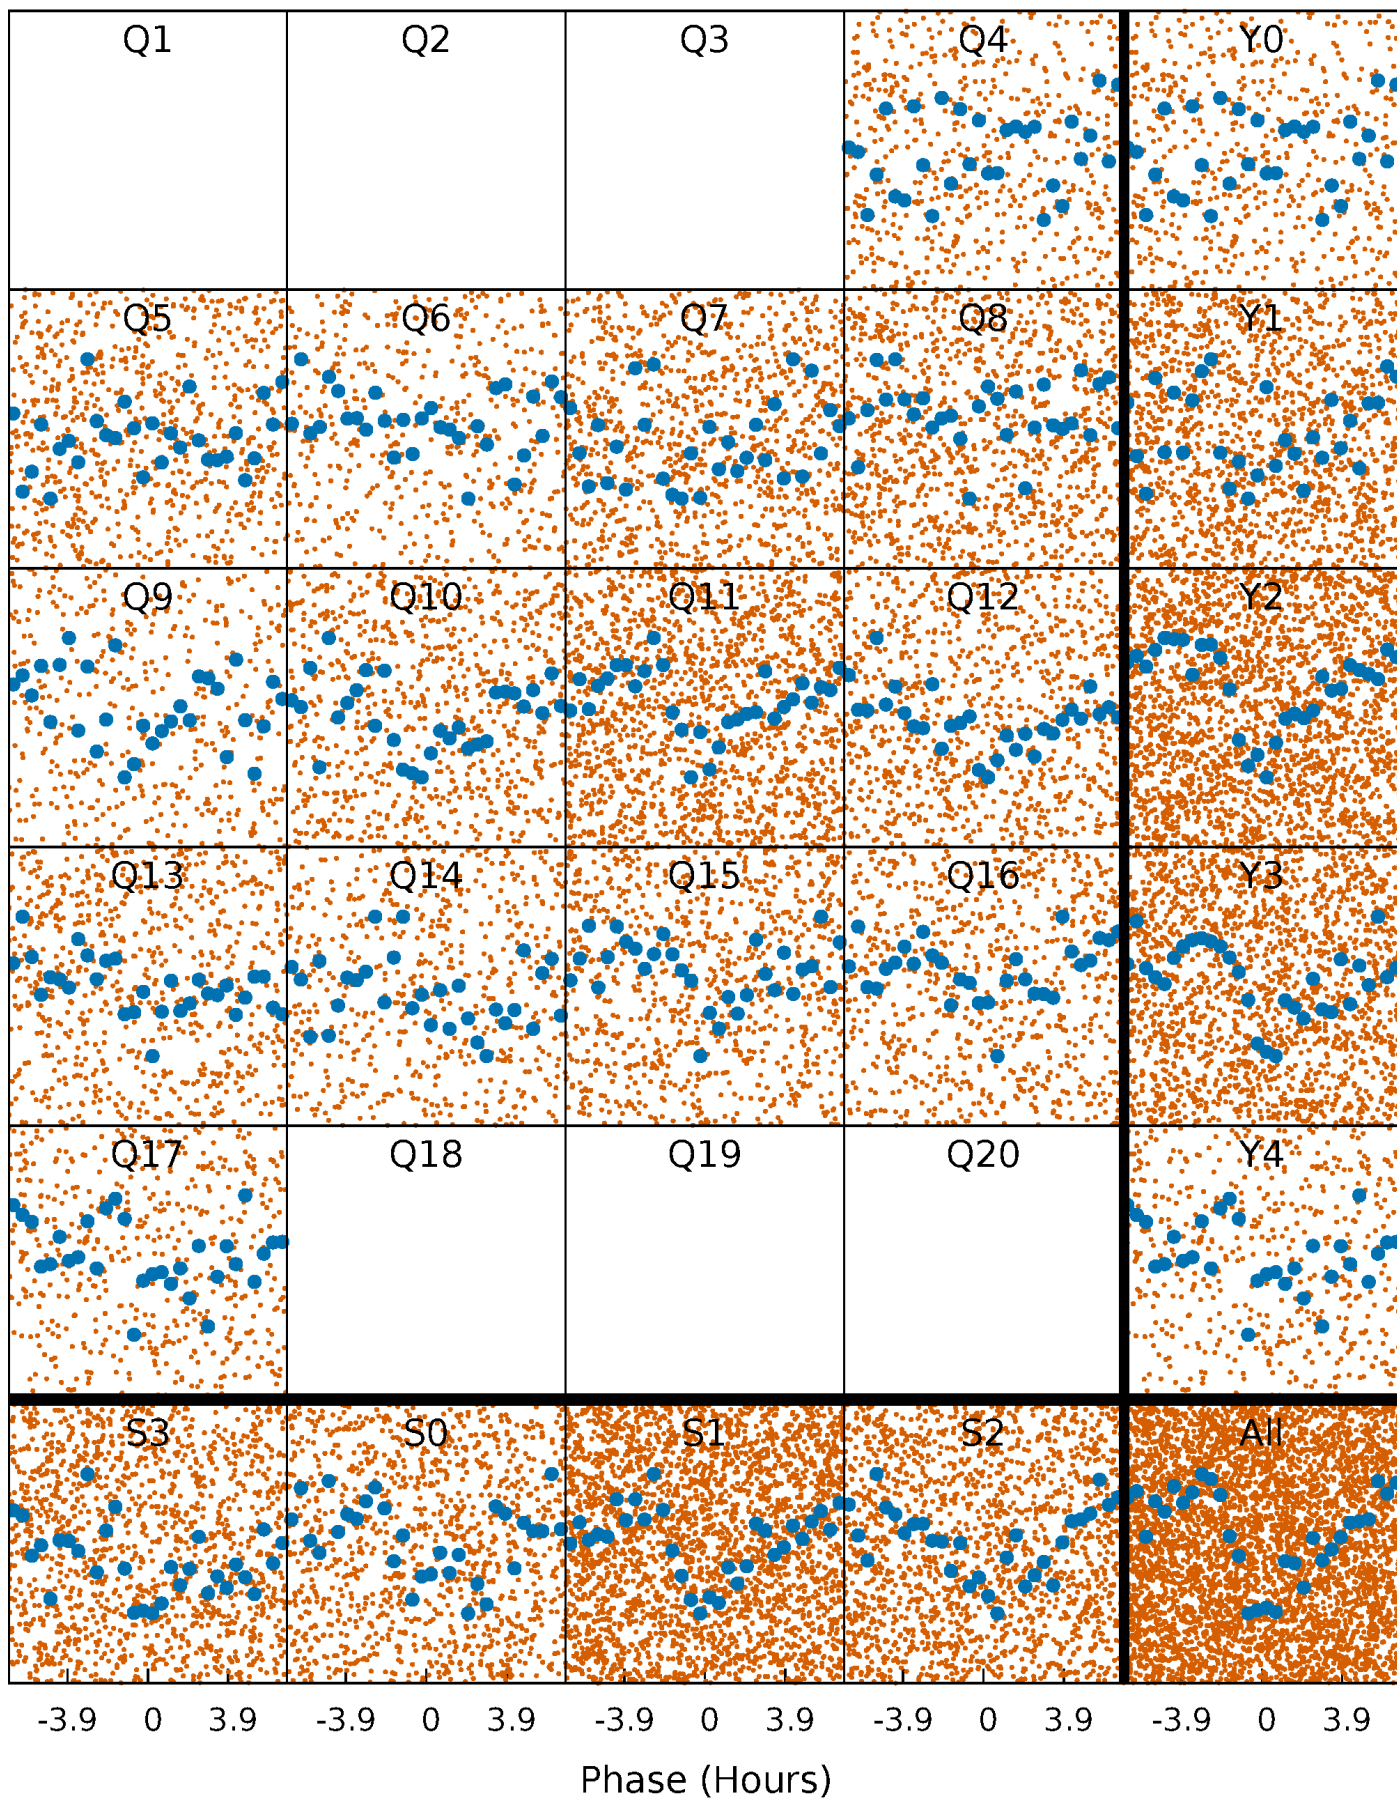 Q1 Q2 Q3 Q4 Y0
Q5 Q6 Q7 Q8 Y1
Q9 Q10 Q11 Q12 Y2
Q13 Q14 Q15 Q16 Y3
Q17 Q18 Q19 Q20 Y4
S3 S0 S1 S2 All
-3.9 0 3.9 -3.9 0 3.9 -3.9 0 3.9 -3.9 0 3.9 -3.9 0 3.9
Phase (Hours)